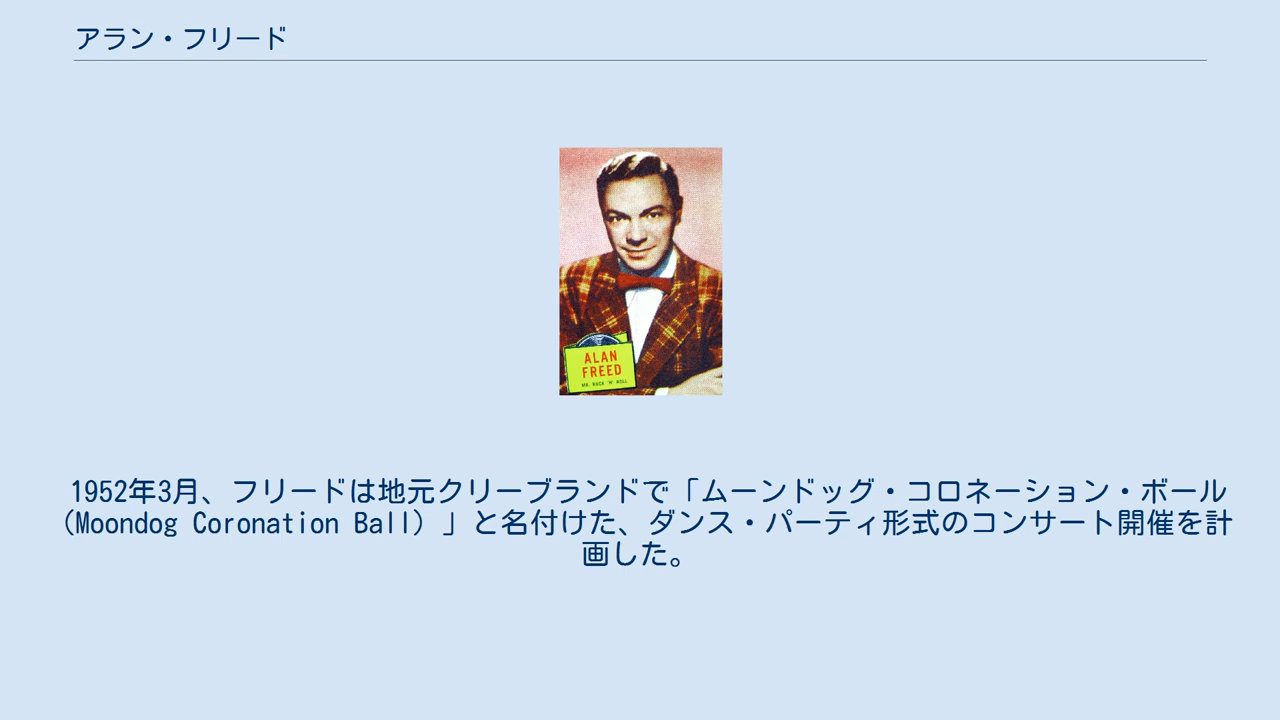 アラン・フリード
ALAN
FREED
MR. ROCK 'N' ROLL
1952年3月、フリードは地元クリーブランドで「ムーンドッグ・コロネーション・ボール
（Moondog Coronation Ball）」と名付けた、ダンス・パーティ形式のコンサート開催を計
画した。